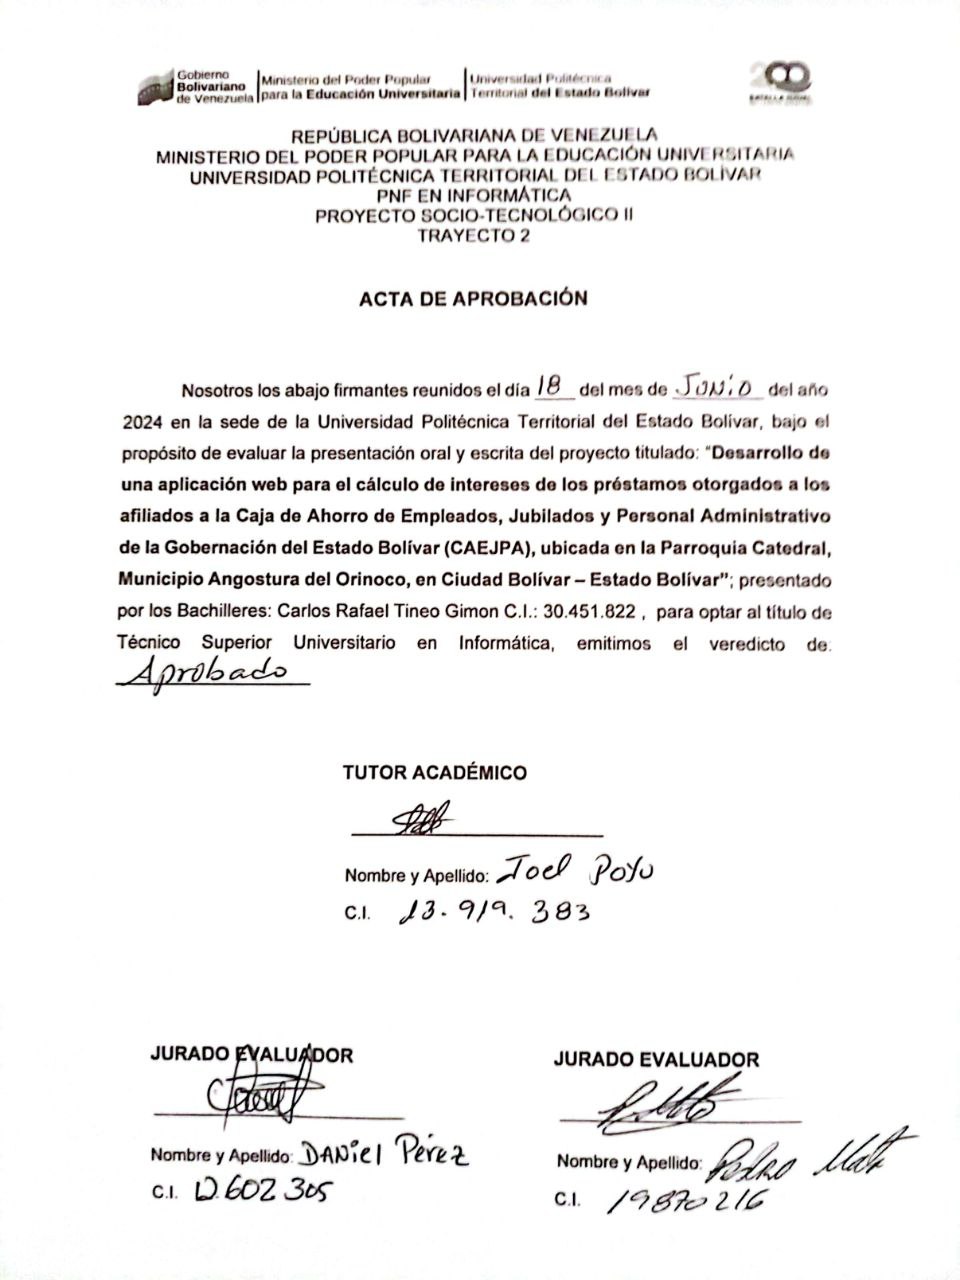 Gobierno Bolivariano de Venezuela
Ministerio del Poder Popular para la Educación Universitaria
Universidad Politécnica Territorial del Estado Bolívar
200
REPÚBLICA BOLIVARIANA DE VENEZUELA
MINISTERIO DEL PODER POPULAR PARA LA EDUCACIÓN UNIVERSITARIA
UNIVERSIDAD POLITÉCNICA TERRITORIAL DEL ESTADO BOLÍVAR
PNF EN INFORMÁTICA
PROYECTO SOCIO-TECNOLÓGICO II
TRAYECTO 2
ACTA DE APROBACIÓN
Nosotros los abajo firmantes reunidos el día 18 del mes de Junio del año
2024 en la sede de la Universidad Politécnica Territorial del Estado Bolívar, bajo el
propósito de evaluar la presentación oral y escrita del proyecto titulado: "Desarrollo de
una aplicación web para el cálculo de intereses de los préstamos otorgados a los
afiliados a la Caja de Ahorro de Empleados, Jubilados y Personal Administrativo
de la Gobernación del Estado Bolívar (CAEJPA), ubicada en la Parroquia Catedral,
Municipio Angostura del Orinoco, en Ciudad Bolívar – Estado Bolívar"; presentado
por los Bachilleres: Carlos Rafael Tineo Gimon C.I.: 30.451.822 , para optar al título de
Técnico Superior Universitario en Informática, emitimos el veredicto de:
Aprobado
TUTOR ACADÉMICO
Nombre y Apellido: Joel Poyo
C.I. 13.919.383
JURADO EVALUADOR
Nombre y Apellido: Daniel Pérez
C.I. 12.602 305
JURADO EVALUADOR
Nombre y Apellido: Pedro Mata
C.I. 19870216